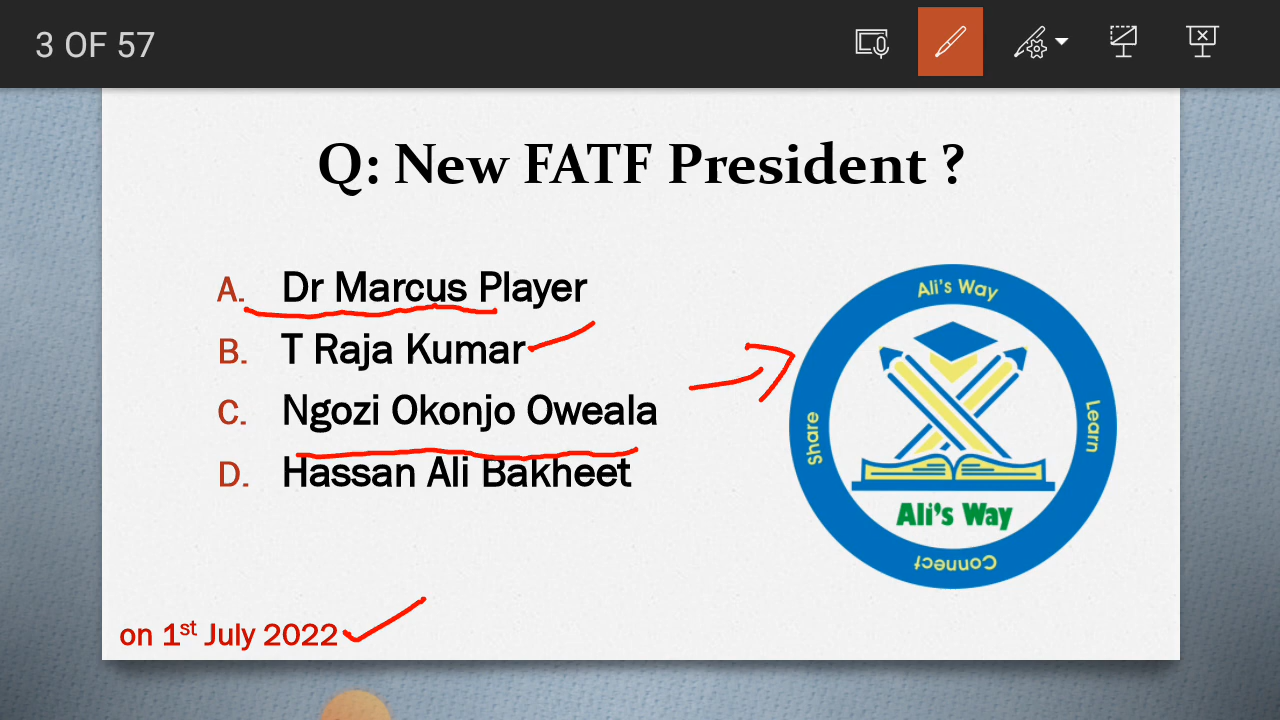 3 OF 57
Q: New FATF President ?
A. Dr Marcus Player
B. T Raja Kumar
C. Ngozi Okonjo Oweala
D. Hassan Ali Bakheet
Ali's Way
Share
Learn
Ali's Way
Connect
on 1st July 2022